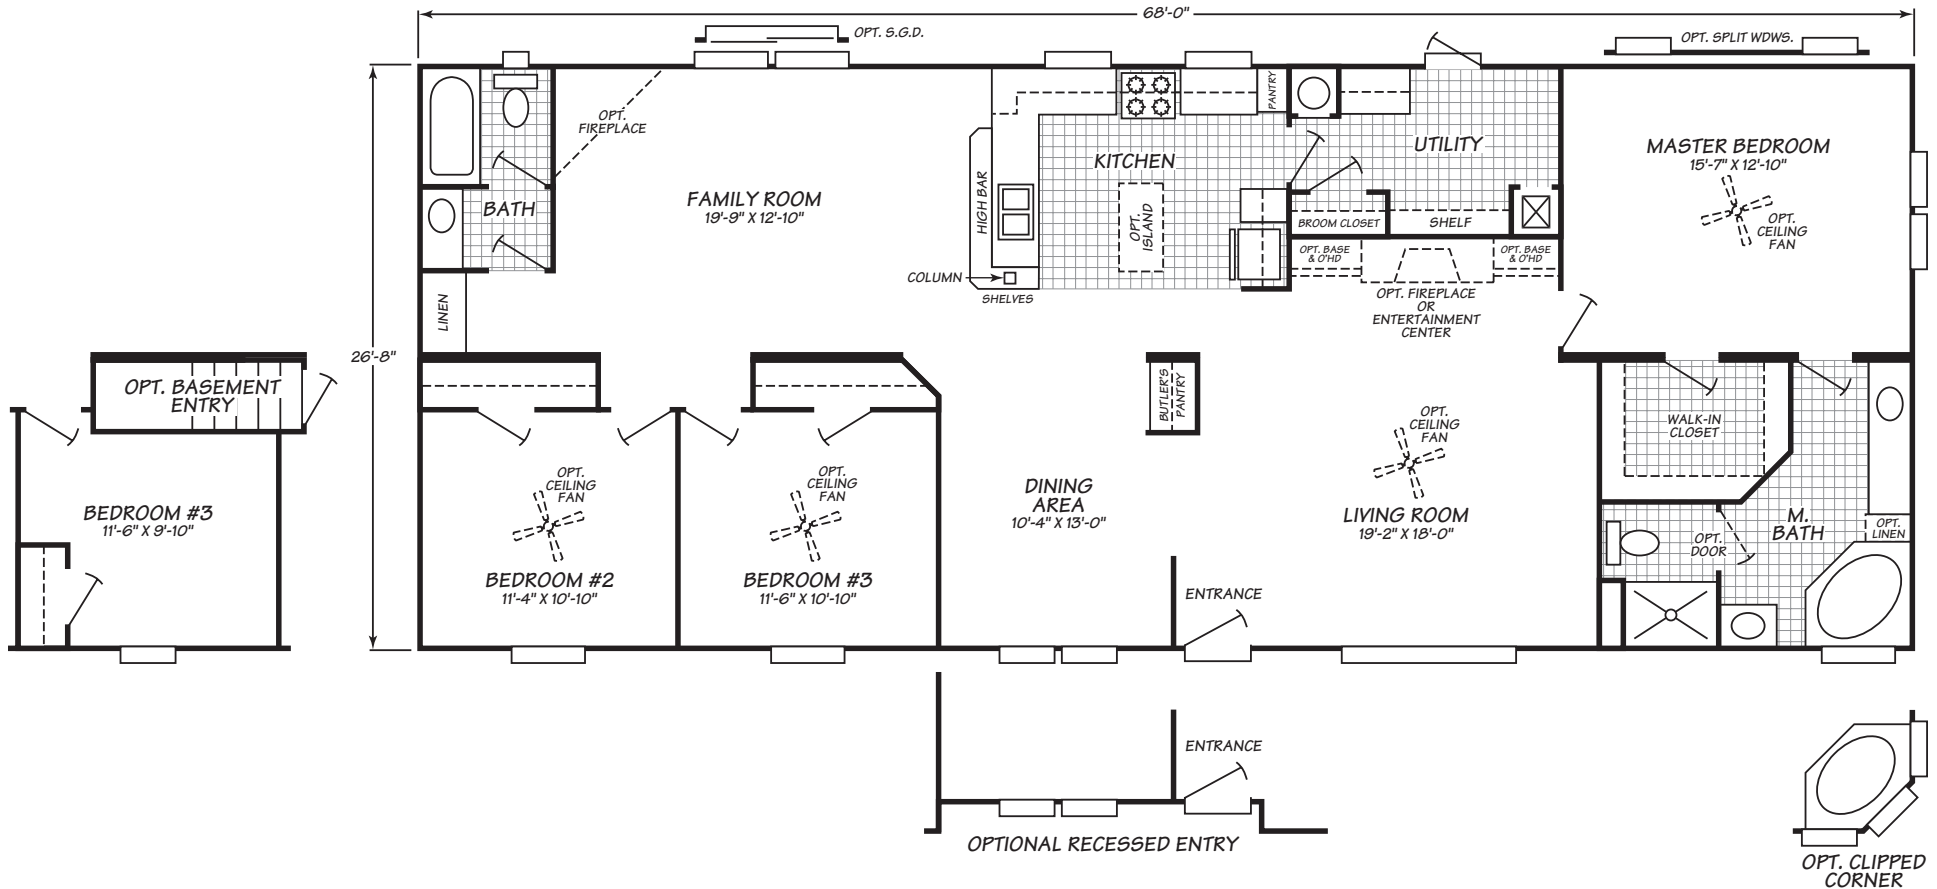 68'-0"
OPT. S.G.D.
OPT. SPLIT WDWS.
OPT.
FIREPLACE
PANTRY
FAMILY ROOM
19'-9" X 12'-10"
KITCHEN
UTILITY
MASTER BEDROOM
15'-7" X 12'-10"
OPT.
CEILING
FAN
BATH
HIGH BAR
OPT.
ISLAND
BROOM CLOSET
SHELF
OPT. BASE
& O'HD
OPT. BASE
& O'HD
COLUMN
SHELVES
LINEN
OPT. FIREPLACE
OR
ENTERTAINMENT
CENTER
26'-8"
OPT. BASEMENT
ENTRY
BUTLER'S
PANTRY
OPT.
CEILING
FAN
WALK-IN
CLOSET
BEDROOM #3
11'-6" X 9'-10"
OPT.
CEILING
FAN
OPT.
CEILING
FAN
DINING
AREA
10'-4" X 13'-0"
LIVING ROOM
19'-2" X 18'-0"
M.
BATH
OPT.
LINEN
OPT.
DOOR
BEDROOM #2
11'-4" X 10'-10"
BEDROOM #3
11'-6" X 10'-10"
ENTRANCE
ENTRANCE
OPTIONAL RECESSED ENTRY
OPT. CLIPPED
CORNER